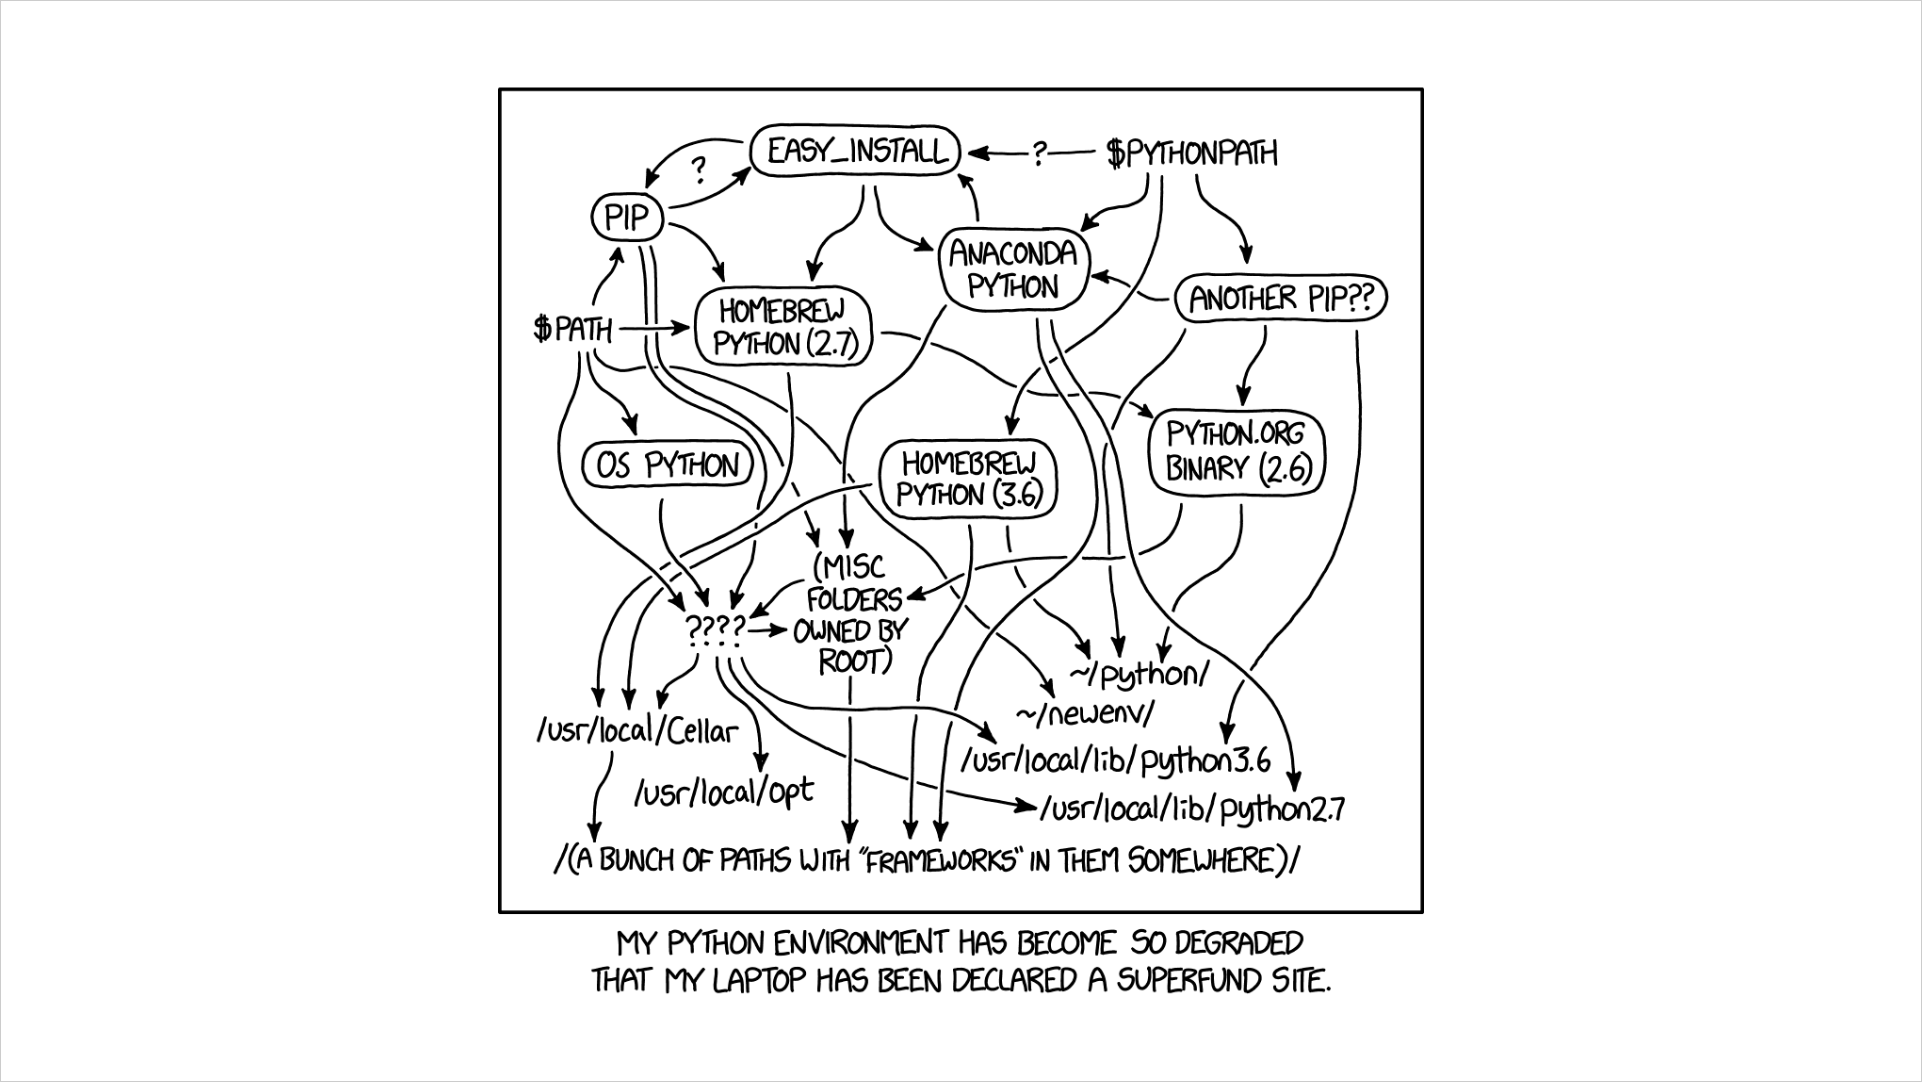 EASY_INSTALL
?
$PYTHONPATH
?
PIP
ANACONDA
PYTHON
ANOTHER PIP??
HOMEBREW
PYTHON (2.7)
$PATH
OS PYTHON
HOMEBREW
PYTHON (3.6)
PYTHON.ORG
BINARY (2.6)
(MISC
FOLDERS
OWNED BY
ROOT)
????
~/python/
~/newenv/
/usr/local/Cellar
/usr/local/lib/python3.6
/usr/local/opt
/usr/local/lib/python2.7
/(A BUNCH OF PATHS WITH "FRAMEWORKS" IN THEM SOMEWHERE)/
MY PYTHON ENVIRONMENT HAS BECOME SO DEGRADED
THAT MY LAPTOP HAS BEEN DECLARED A SUPERFUND SITE.